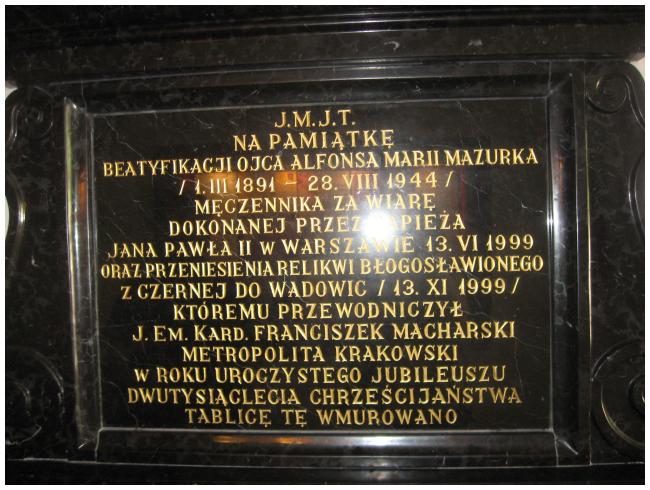 J.M.J.T.
NA PAMIĄTKĘ
BEATYFIKACJI OJCA ALFONSA MARII MAZURKA
/ 1.III 1891 – 28.VIII 1944 /
MĘCZENNIKA ZA WIARĘ
DOKONANEJ PRZEZ PAPIEŻA
JANA PAWŁA II W WARSZAWIE 13.VI 1999
ORAZ PRZENIESIENIA RELIKWI BŁOGOSŁAWIONEGO
Z CZERNEJ DO WADOWIC / 13. XI 1999 /
KTÓREMU PRZEWODNICZYŁ
J. EM. KARD. FRANCISZEK MACHARSKI
METROPOLITA KRAKOWSKI
W ROKU UROCZYSTEGO JUBILEUSZU
DWUTYSIĄCLECIA CHRZEŚCIJAŃSTWA
TABLICĘ TĘ WMUROWANO